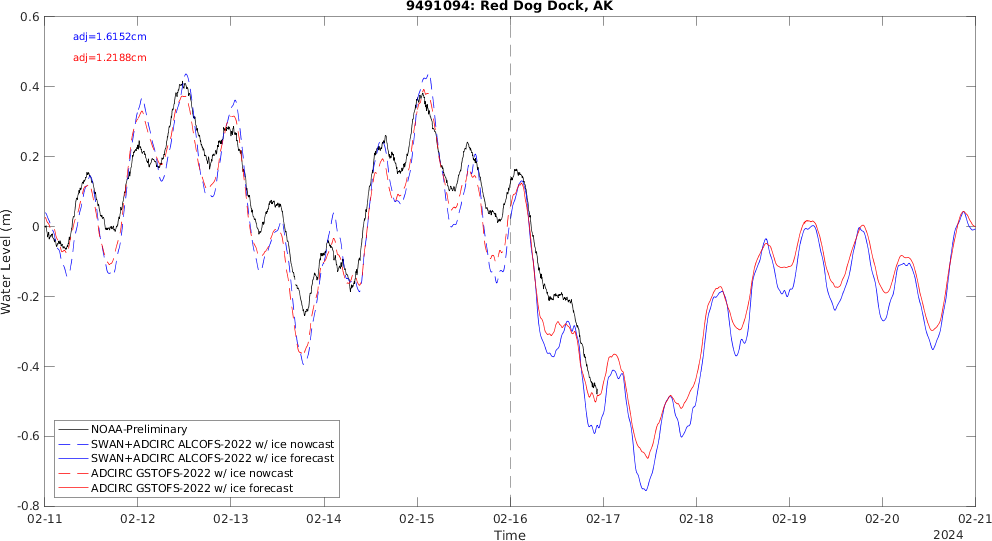 9491094: Red Dog Dock, AK
adj=1.6152cm
adj=1.2188cm
0.6
0.4
0.2
0
-0.2
-0.4
-0.6
-0.8
Water Level (m)
NOAA-Preliminary
SWAN+ADCIRC ALCOFS-2022 w/ ice nowcast
SWAN+ADCIRC ALCOFS-2022 w/ ice forecast
ADCIRC GSTOFS-2022 w/ ice nowcast
ADCIRC GSTOFS-2022 w/ ice forecast
02-11 02-12 02-13 02-14 02-15 02-16 02-17 02-18 02-19 02-20 02-21
Time
2024